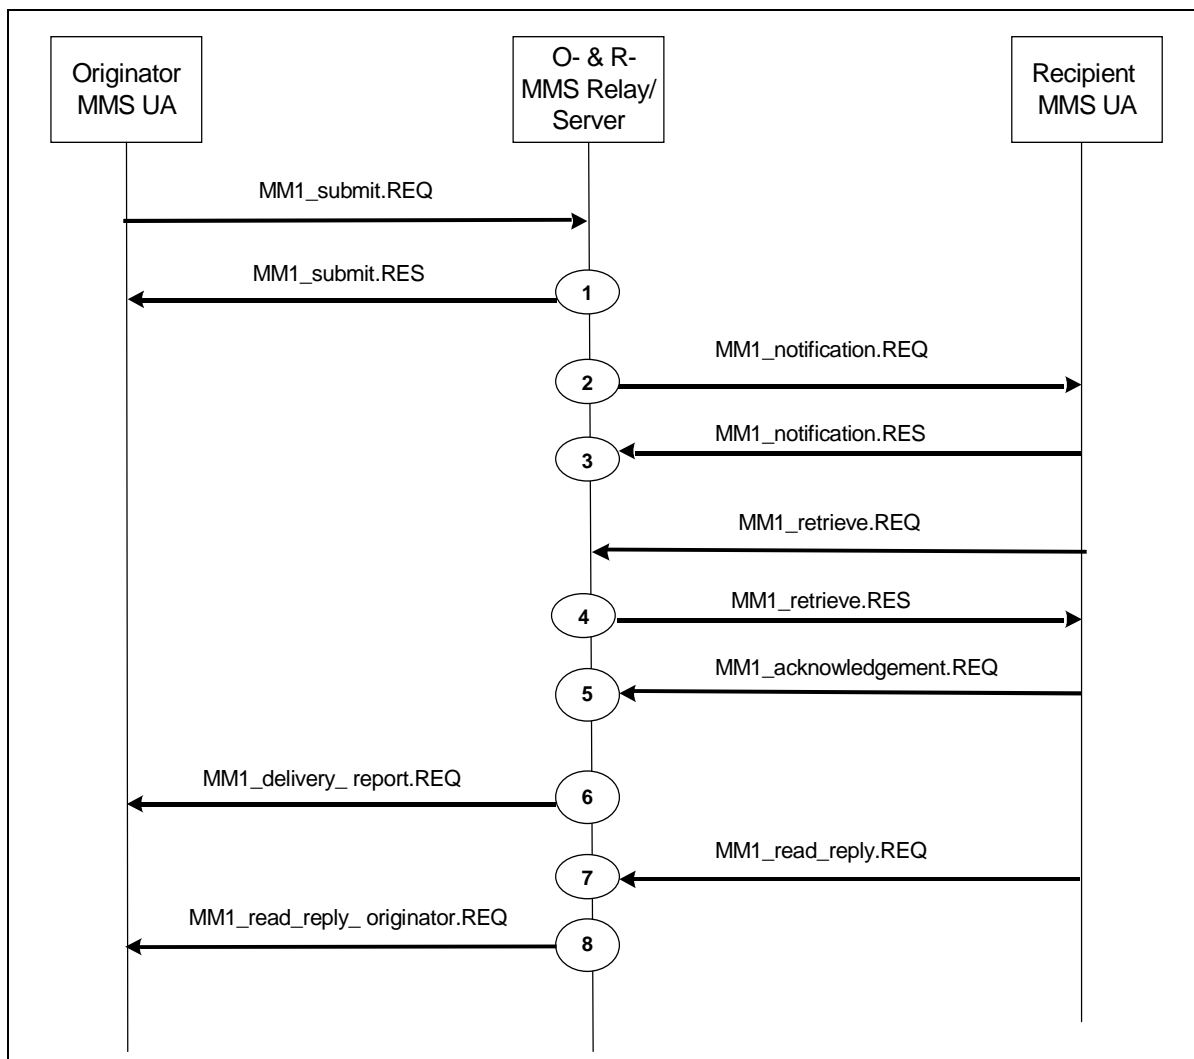 Originator
MMS UA
O- & R-
MMS Relay/
Server
Recipient
MMS UA
MM1_submit.REQ
MM1_submit.RES
1
MM1_notification.REQ
2
MM1_notification.RES
3
MM1_retrieve.REQ
MM1_retrieve.RES
4
MM1_acknowledgement.REQ
5
MM1_delivery_ report.REQ
6
MM1_read_reply.REQ
7
MM1_read_reply_ originator.REQ
8